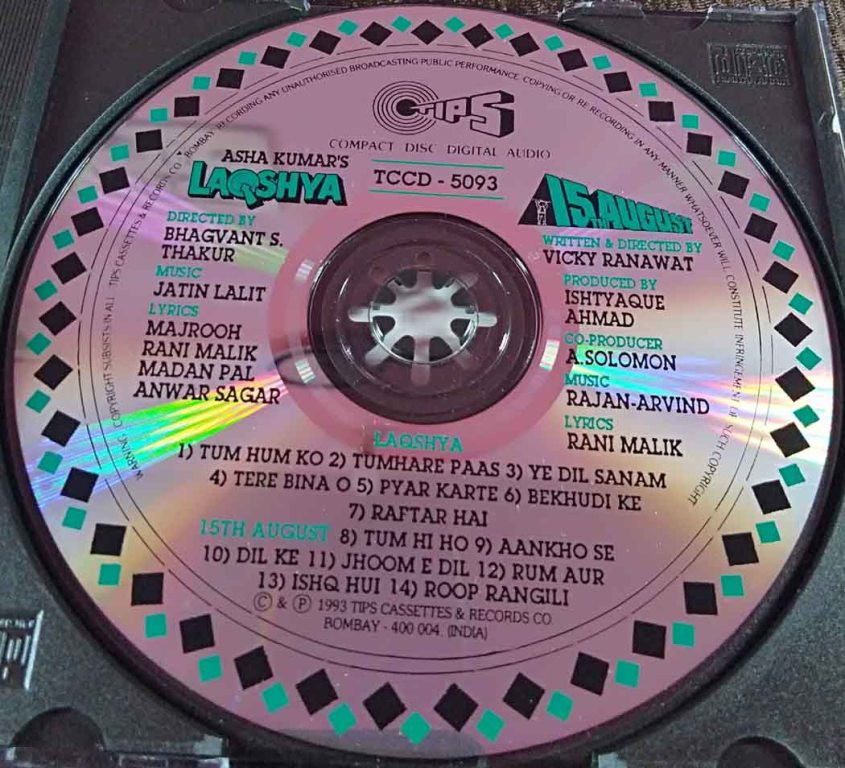 WARNING: COPYRIGHT SUBSISTS IN ALL TIPS CASSETTES & RECORDS CO. BOMBAY. RECORDING ANY UNAUTHORISED BROADCASTING PUBLIC PERFORMANCE. COPYING OR RE RECORDING IN ANY MANNER WHATSOEVER WILL CONSTITUTE INFRINGEMENT OF SUCH COPYRIGHT
TIPS
COMPACT DISC DIGITAL AUDIO
TCCD - 5093
ASHA KUMAR'S
LAQSHYA
DIRECTED BY
BHAGVANT S.
THAKUR
MUSIC
JATIN LALIT
LYRICS
MAJROOH
RANI MALIK
MADAN PAL
ANWAR SAGAR
15TH AUGUST
WRITTEN & DIRECTED BY
VICKY RANAWAT
PRODUCED BY
ISHTYAQUE
AHMAD
CO-PRODUCER
A.SOLOMON
MUSIC
RAJAN-ARVIND
LYRICS
RANI MALIK
LAQSHYA
1) TUM HUM KO 2) TUMHARE PAAS 3) YE DIL SANAM
4) TERE BINA O 5) PYAR KARTE 6) BEKHUDI KE
7) RAFTAR HAI
15TH AUGUST 8) TUM HI HO 9) AANKHO SE
10) DIL KE 11) JHOOM E DIL 12) RUM AUR
13) ISHQ HUI 14) ROOP RANGILI
© & ℗ 1993 TIPS CASSETTES & RECORDS CO.
BOMBAY - 400 004. (INDIA)